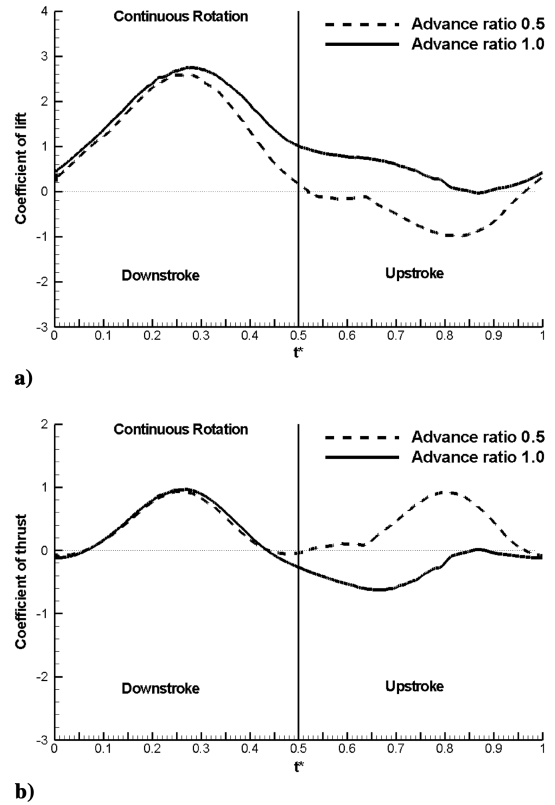 Continuous Rotation
Advance ratio 0.5
Advance ratio 1.0
Coefficient of lift
4
3
2
1
0
-1
-2
-3
Downstroke
Upstroke
0 0.1 0.2 0.3 0.4 0.5 0.6 0.7 0.8 0.9 1
t*
a)
Continuous Rotation
Advance ratio 0.5
Advance ratio 1.0
Coefficient of thrust
2
1
0
-1
-2
-3
Downstroke
Upstroke
0 0.1 0.2 0.3 0.4 0.5 0.6 0.7 0.8 0.9 1
t*
b)